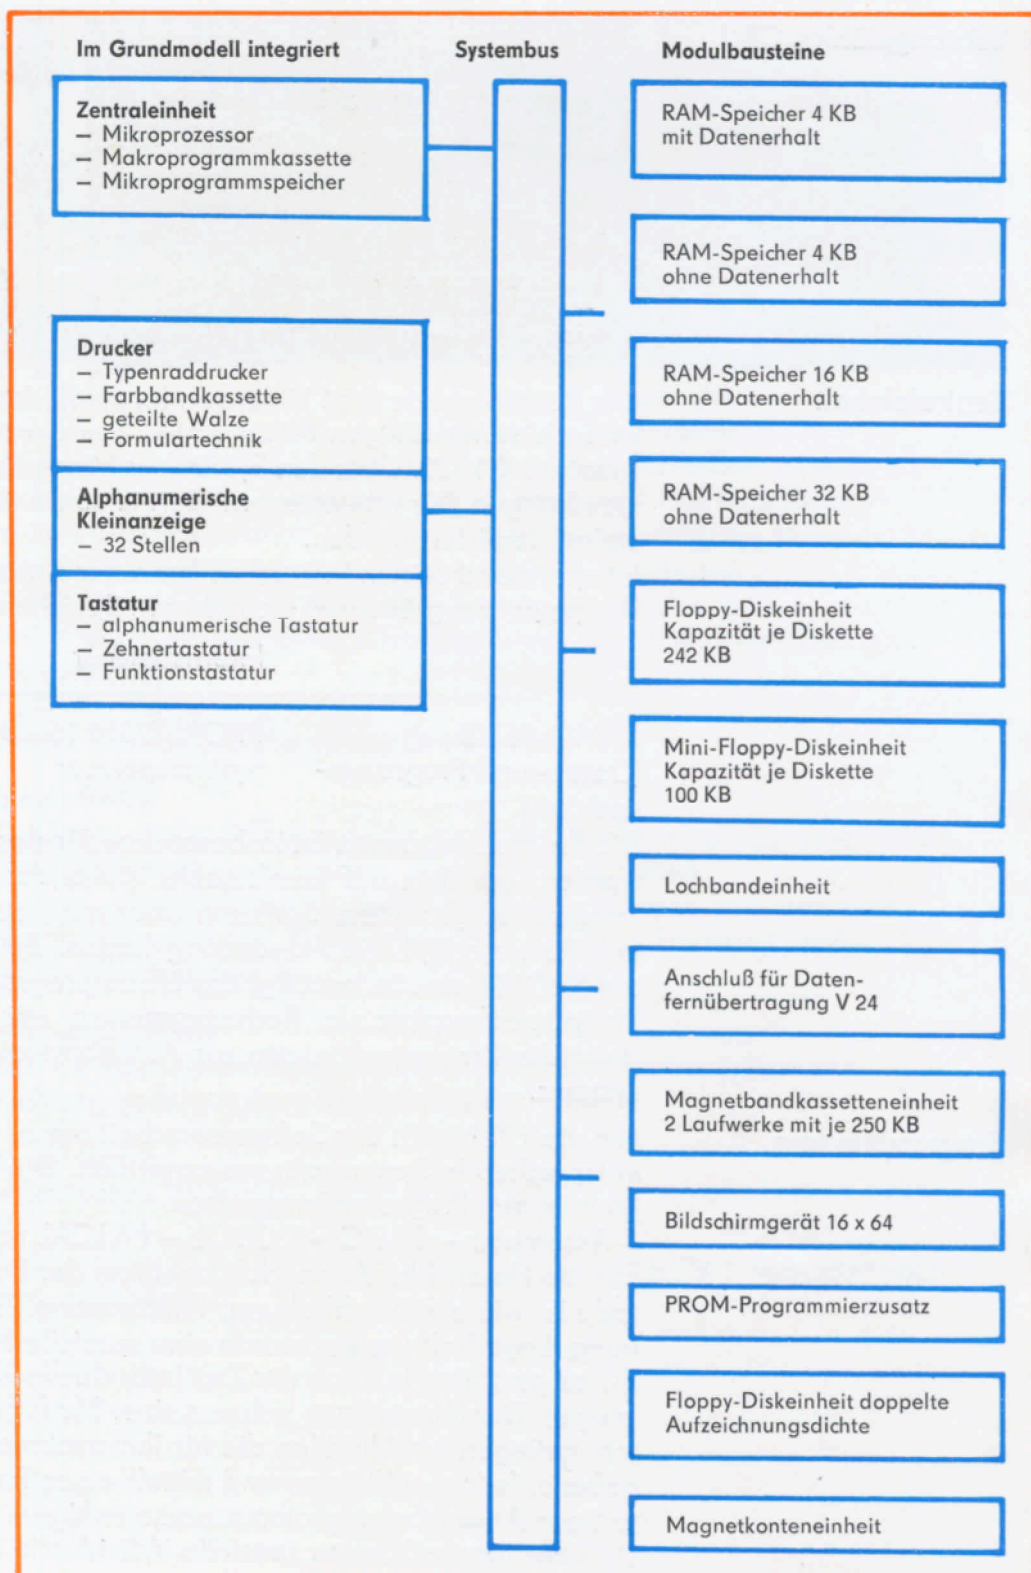 Im Grundmodell integriert
Systembus
Modulbausteine
Zentraleinheit
– Mikroprozessor
– Makroprogrammkassette
– Mikroprogrammspeicher
Drucker
– Typenraddrucker
– Farbbandkassette
– geteilte Walze
– Formulartechnik
Alphanumerische
Kleinanzeige
– 32 Stellen
Tastatur
– alphanumerische Tastatur
– Zehnertastatur
– Funktionstastatur
RAM-Speicher 4 KB
mit Datenerhalt
RAM-Speicher 4 KB
ohne Datenerhalt
RAM-Speicher 16 KB
ohne Datenerhalt
RAM-Speicher 32 KB
ohne Datenerhalt
Floppy-Diskeinheit
Kapazität je Diskette
242 KB
Mini-Floppy-Diskeinheit
Kapazität je Diskette
100 KB
Lochbandeinheit
Anschluß für Daten-
fernübertragung V 24
Magnetbandkassetteneinheit
2 Laufwerke mit je 250 KB
Bildschirmgerät 16 x 64
PROM-Programmierzusatz
Floppy-Diskeinheit doppelte
Aufzeichnungsdichte
Magnetkonteneinheit